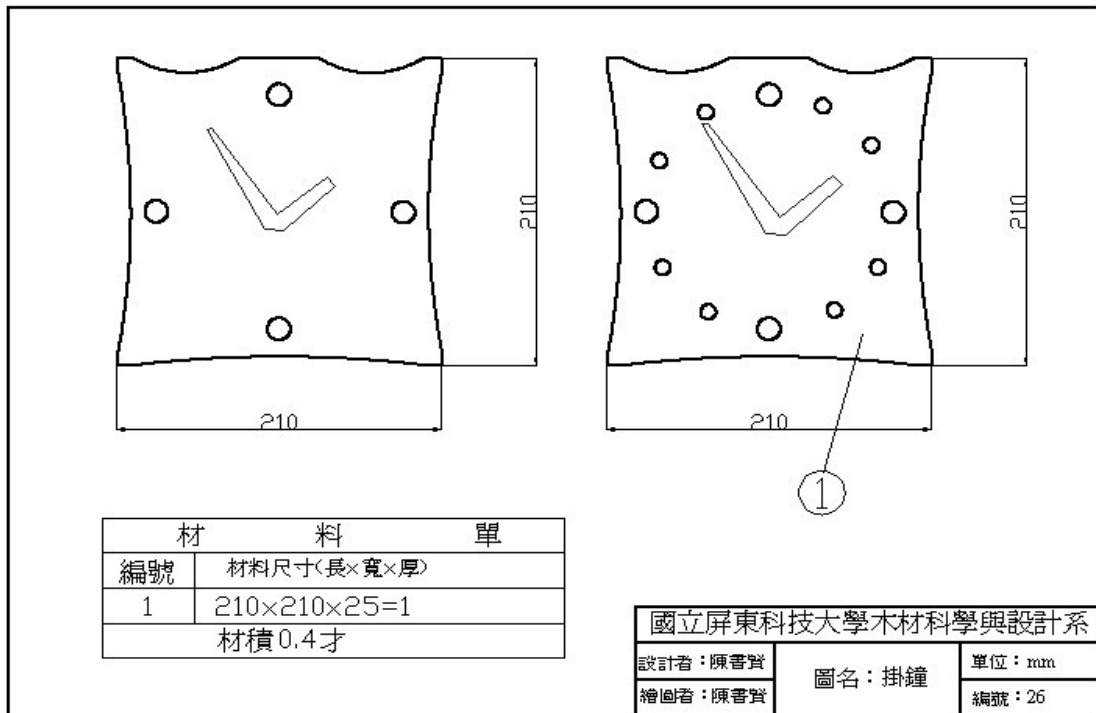 210
210
210
210
1
材料單
編號 材料尺寸(長×寬×厚)
1 210×210×25=1
材積0.4才
國立屏東科技大學木材科學與設計系
設計者:陳書賢
繪圖者:陳書賢
圖名:掛鐘
單位:mm
編號:26